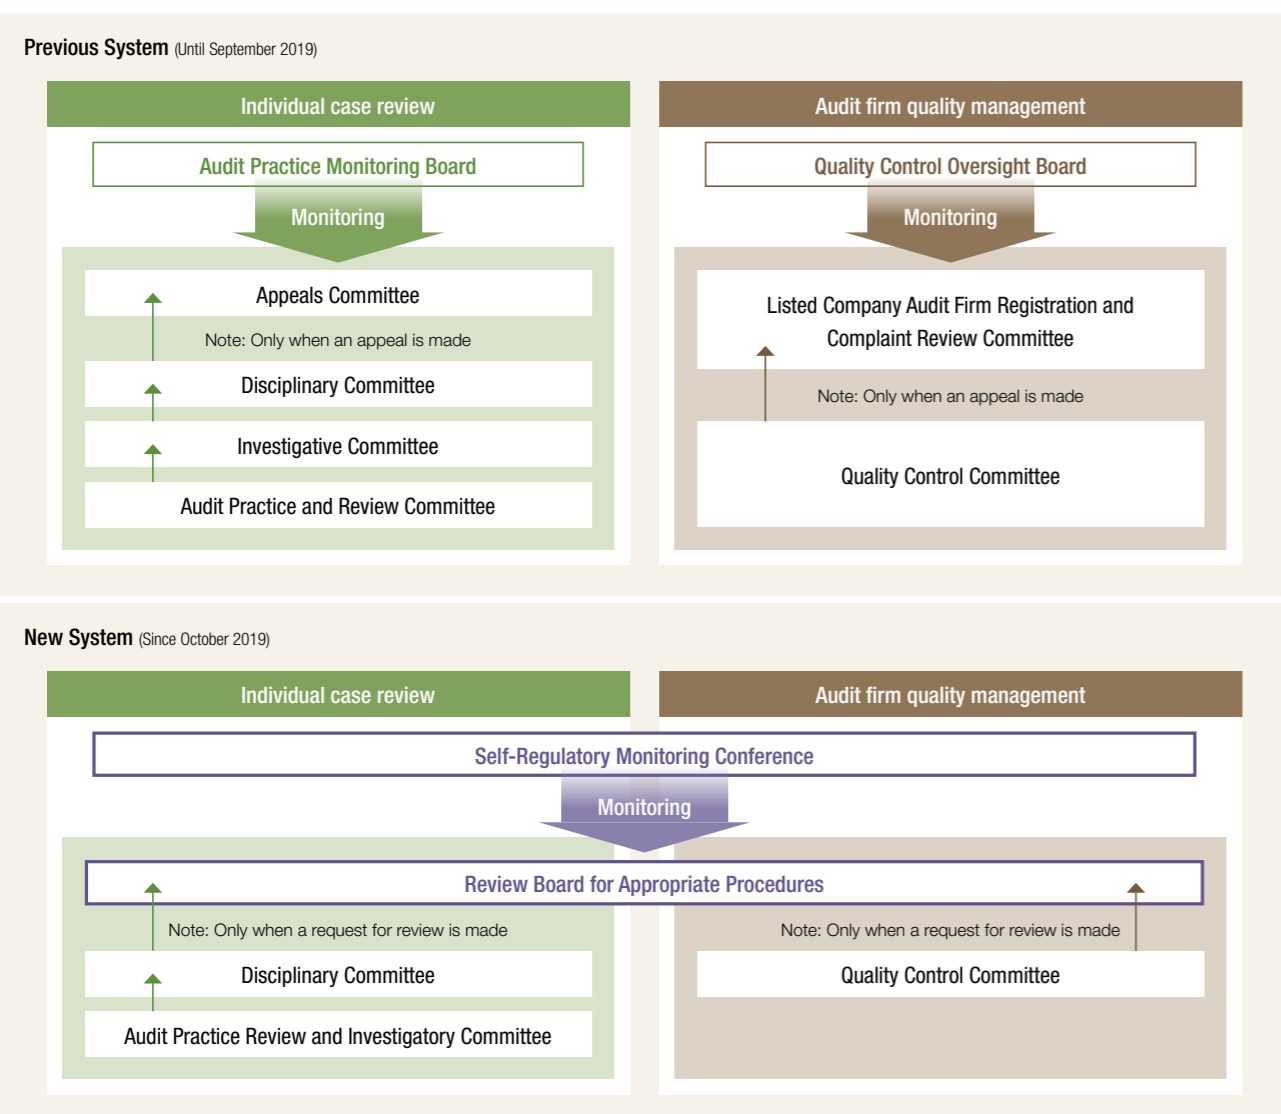 Previous System (Until September 2019)
Individual case review
Audit Practice Monitoring Board
Monitoring
Appeals Committee
Note: Only when an appeal is made
Disciplinary Committee
Investigative Committee
Audit Practice and Review Committee
Audit firm quality management
Quality Control Oversight Board
Monitoring
Listed Company Audit Firm Registration and
Complaint Review Committee
Note: Only when an appeal is made
Quality Control Committee
New System (Since October 2019)
Individual case review
Audit firm quality management
Self-Regulatory Monitoring Conference
Monitoring
Review Board for Appropriate Procedures
Note: Only when a request for review is made
Disciplinary Committee
Audit Practice Review and Investigatory Committee
Note: Only when a request for review is made
Quality Control Committee